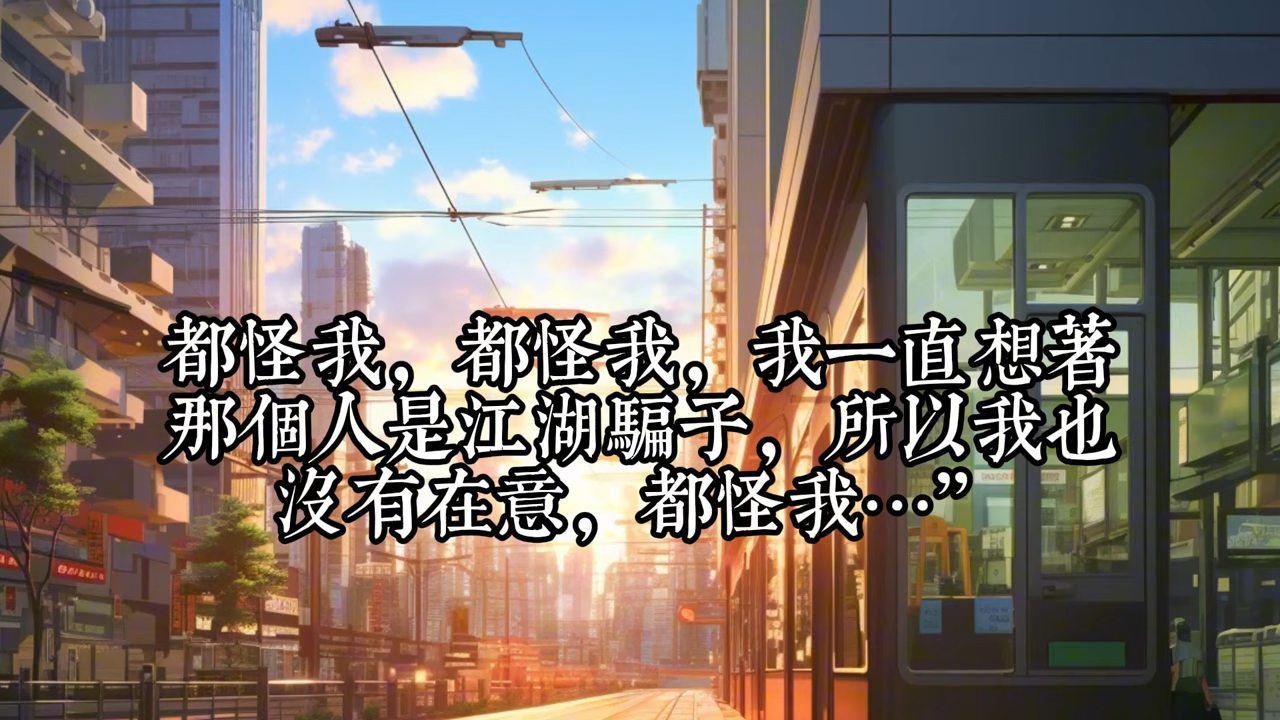 都怪我，都怪我，我一直想著
那個人是江湖騙子，所以我也
沒有在意，都怪我…”